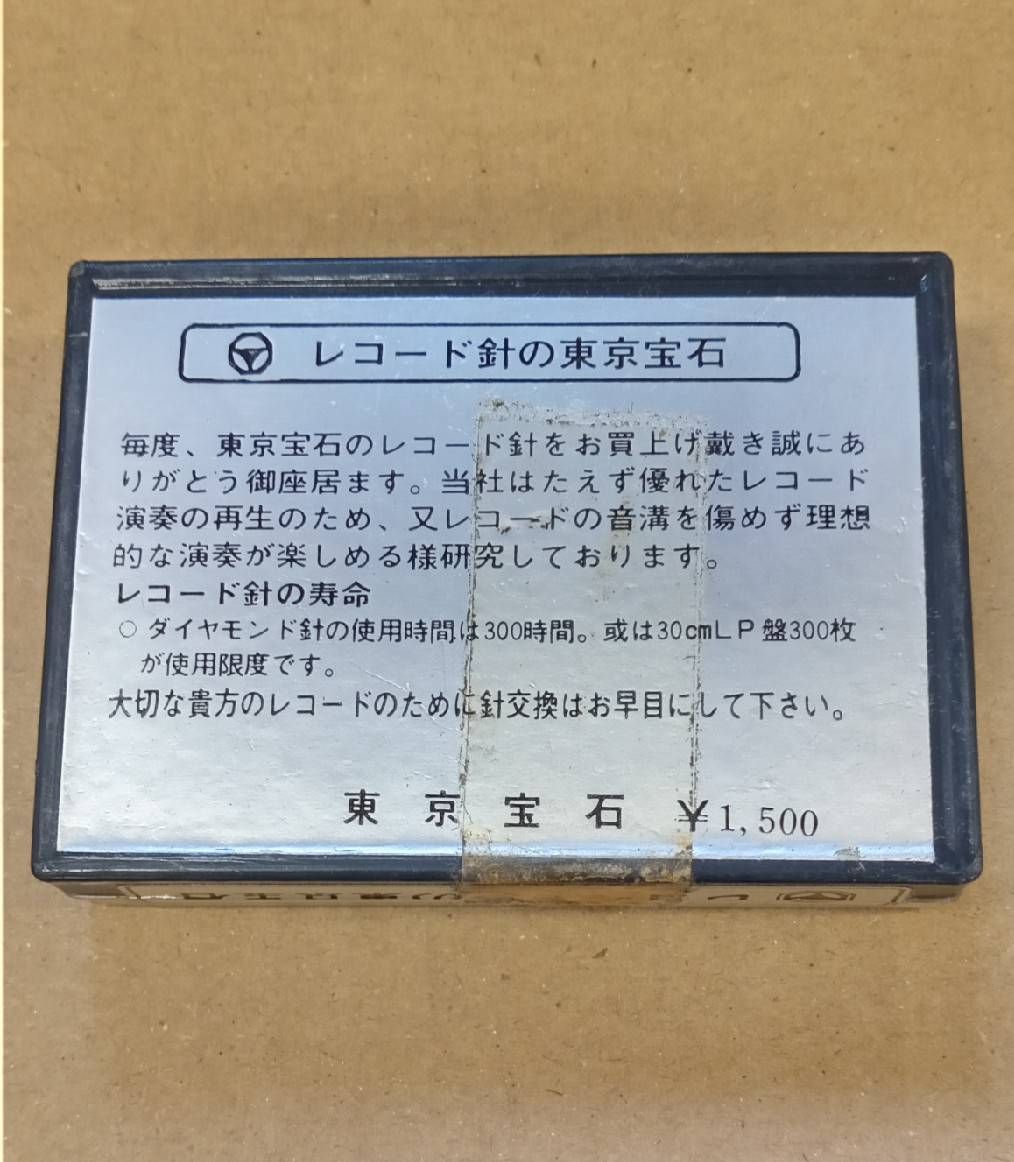 レコード針の東京宝石
毎度、東京宝石のレコード針をお買上げ戴き誠にあ
りがとう御座居ます。当社はたえず優れたレコード
演奏の再生のため、又レコードの音溝を傷めず理想
的な演奏が楽しめる様研究しております。
レコード針の寿命
○ ダイヤモンド針の使用時間は300時間。或は30cmLP盤300枚
が使用限度です。
大切な貴方のレコードのために針交換はお早目にして下さい。
東京宝石 ¥1,500